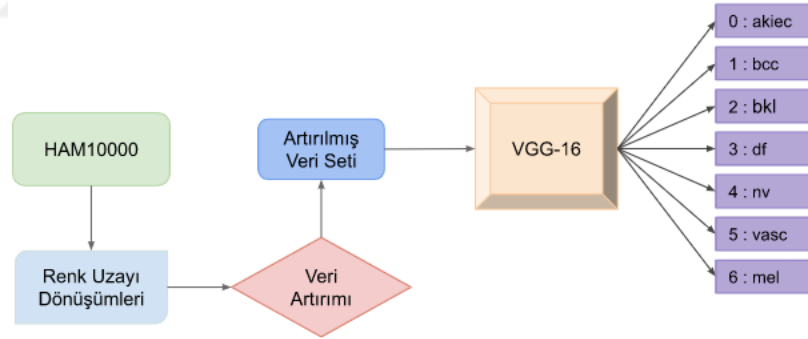 HAM10000
Renk Uzayı
Dönüşümleri
Veri
Artırımı
Artırılmış
Veri Seti
VGG-16
0 : akiec
1 : bcc
2 : bkl
3 : df
4 : nv
5 : vasc
6 : mel